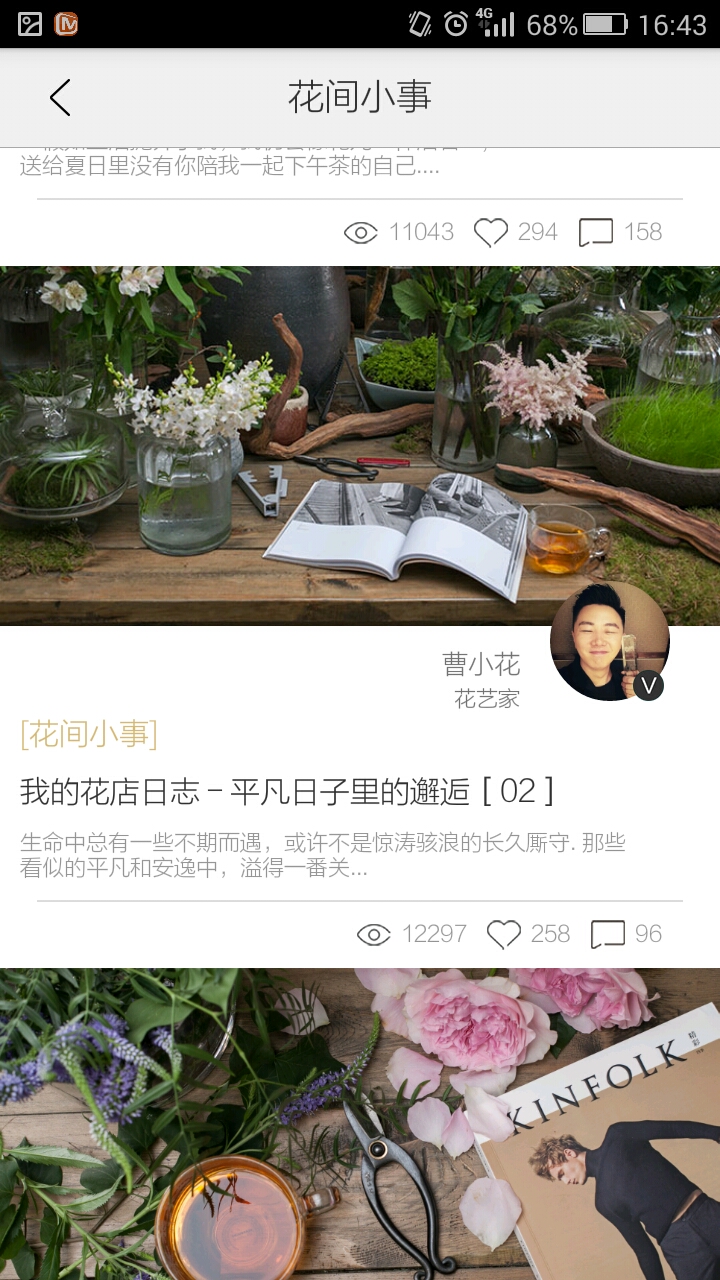 4G
68%
16:43
花间小事
送给夏日里没有你陪我一起下午茶的自己....
11043
294
158
曹小花
V
花艺家
[花间小事]
我的花店日志-平凡日子里的邂逅 [ 02 ]
生命中总有一些不期而遇，或许不是惊涛骇浪的长久厮守. 那些
看似的平凡和安逸中，溢得一番关...
12297
258
96
KINFOLK
精彩